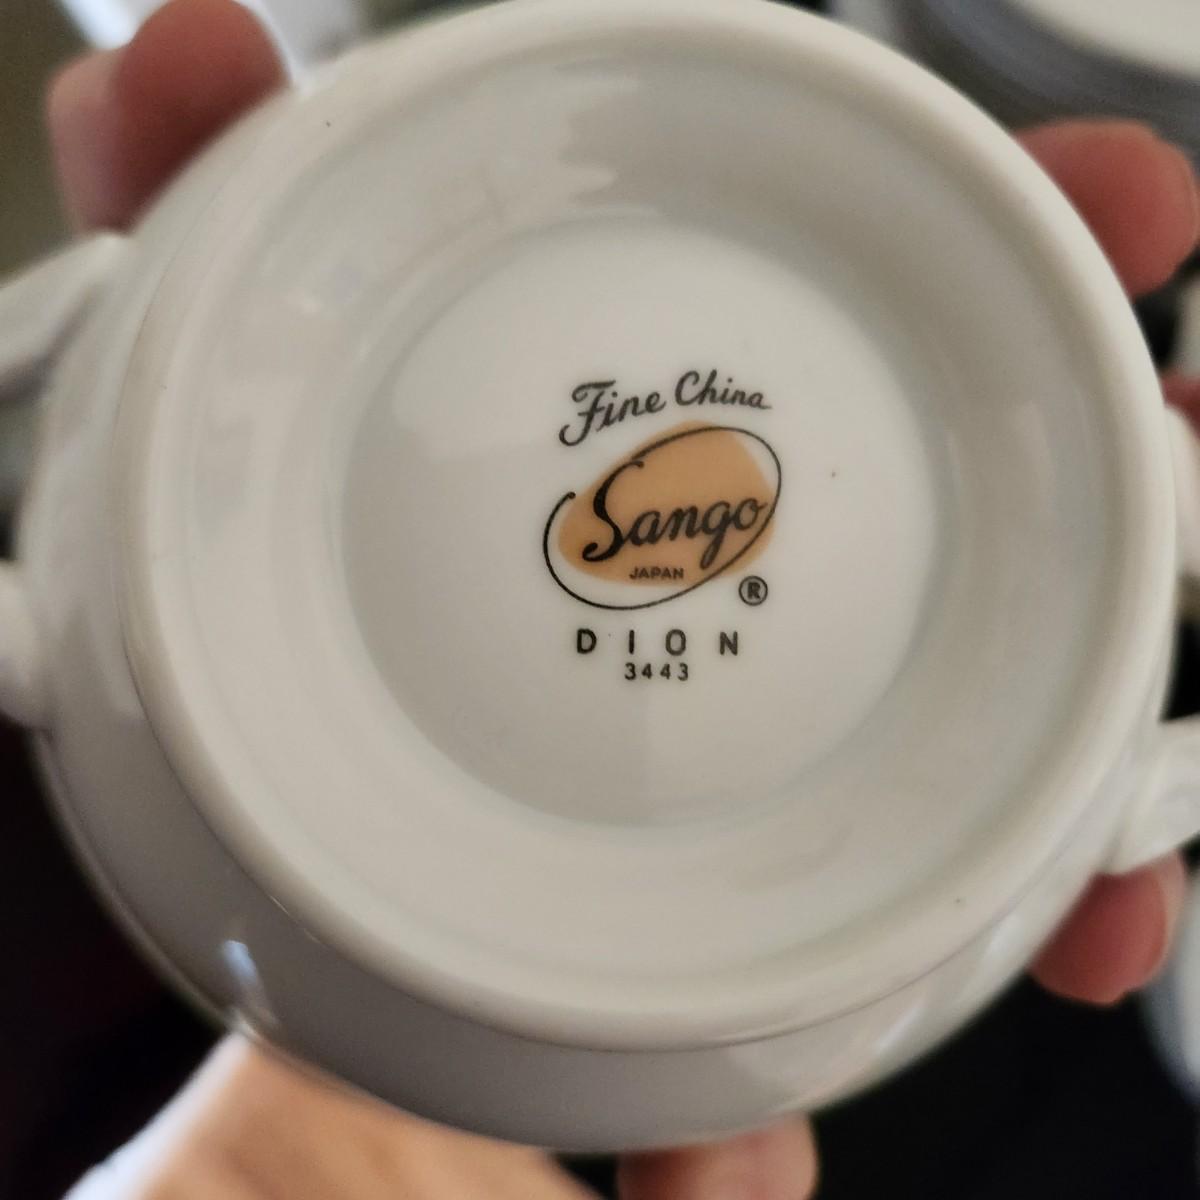 Fine China
Sango
JAPAN
®
DION
3443